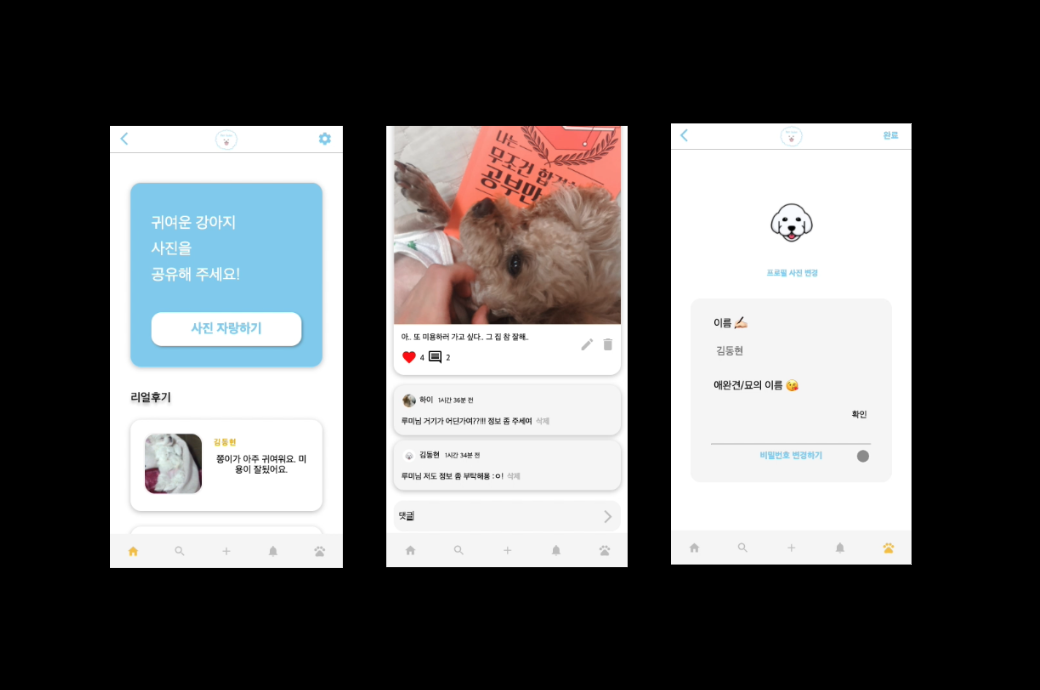 귀여운 강아지
사진을
공유해 주세요!
사진 자랑하기
리얼후기
김동현
쫑이가 아주 귀여워요. 미
용이 잘됬어요.
나는
무조건 합격
공부만
아.. 또 미용하러 가고 싶다.. 그 집 참 잘해..
4 2
하이 1시간 36분 전
루미님 거기가 어딘가여??!!! 정보 좀 주세여 삭제
김동현 1시간 34분 전
루미님 저도 정보 좀 부탁해용 : ㅇ ! 삭제
댓글
완료
프로필 사진 변경
이름 ✍🏻
김동현
애완견/묘의 이름 😘
확인
비밀번호 변경하기